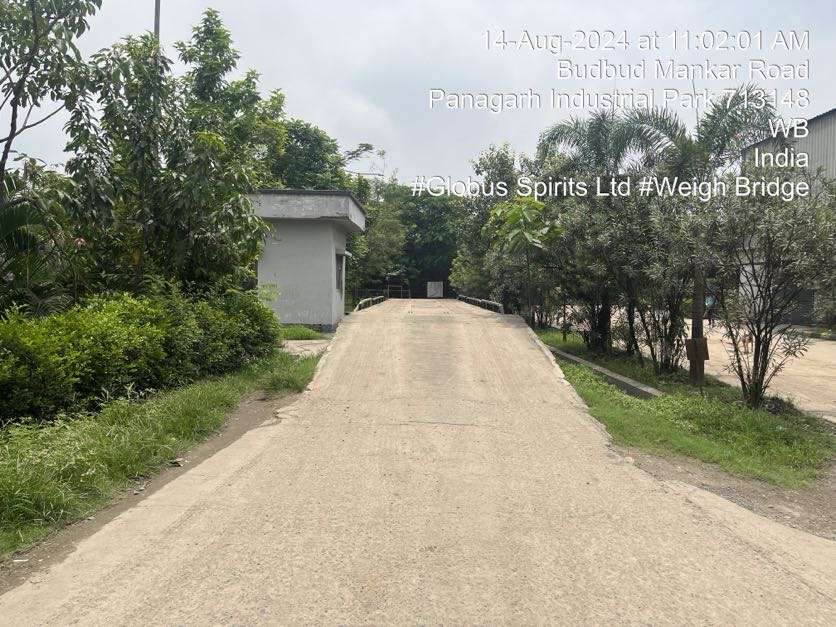 14-Aug-2024 at 11:02:01 AM
Budbud Mankar Road
Panagarh Industrial Park 713148
WB
India
#Globus Spirits Ltd #Weigh Bridge